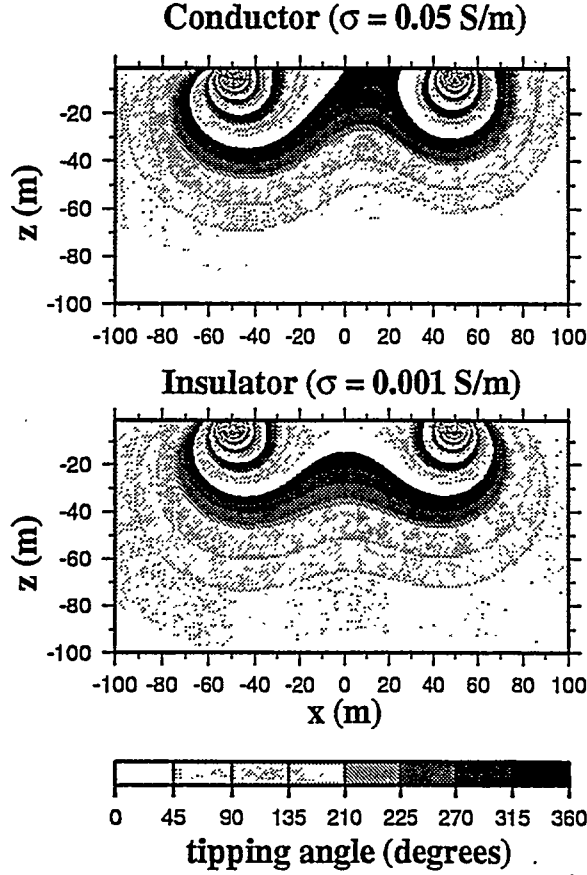 Conductor (σ = 0.05 S/m)
-20
-40
-60
-80
-100
z (m)
-100 -80 -60 -40 -20 0 20 40 60 80 100
Insulator (σ = 0.001 S/m)
-20
-40
-60
-80
-100
z (m)
-100 -80 -60 -40 -20 0 20 40 60 80 100
x (m)
0 45 90 135 210 225 270 315 360
tipping angle (degrees)